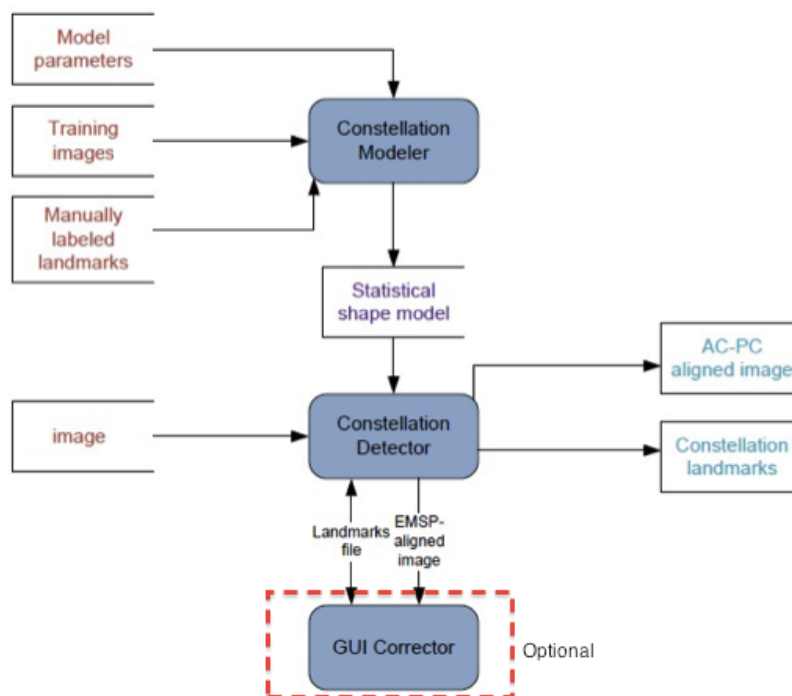 Model
parameters
Training
images
Manually
labeled
landmarks
Constellation
Modeler
Statistical
shape model
AC-PC
aligned image
image
Constellation
Detector
Constellation
landmarks
Landmarks
file
EMSP-
aligned
image
GUI Corrector
Optional